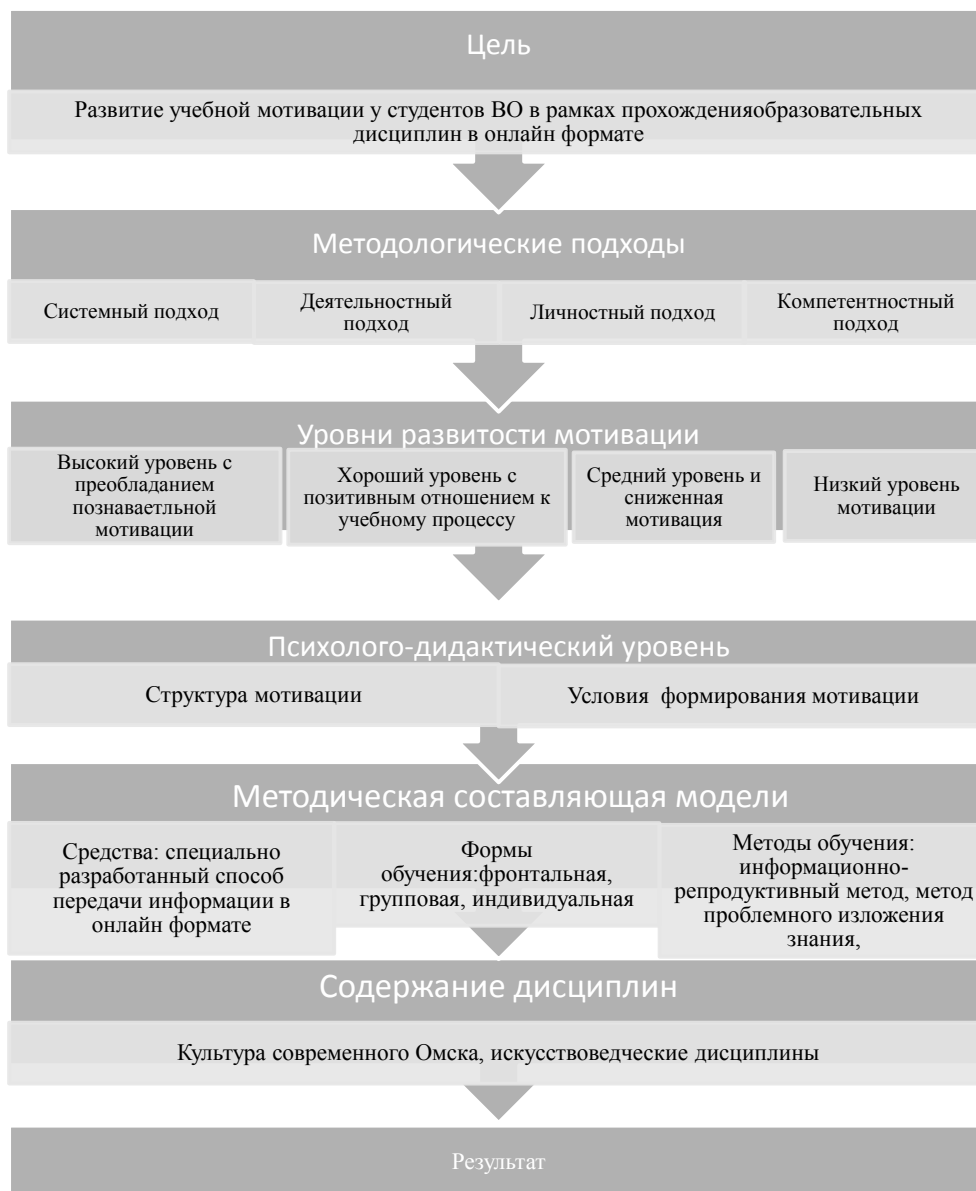 Цель
Развитие учебной мотивации у студентов ВО в рамках прохожденияобразовательных
дисциплин в онлайн формате
Методологические подходы
Системный подход
Деятельностный
подход
Личностный подход
Компетентностный
подход
Уровни развитости мотивации
Высокий уровень с
преобладанием
познаваетльной
мотивации
Хороший уровень с
позитивным отношением к
учебному процессу
Средний уровень и
сниженная
мотивация
Низкий уровень
мотивации
Психолого-дидактический уровень
Структура мотивации
Условия формирования мотивации
Методическая составляющая модели
Средства: специально
разработанный способ
передачи информации в
онлайн формате
Формы
обучения:фронтальная,
групповая, индивидуальная
Методы обучения:
информационно-
репродуктивный метод, метод
проблемного изложения
знания,
Содержание дисциплин
Культура современного Омска, искусствоведческие дисциплины
Результат